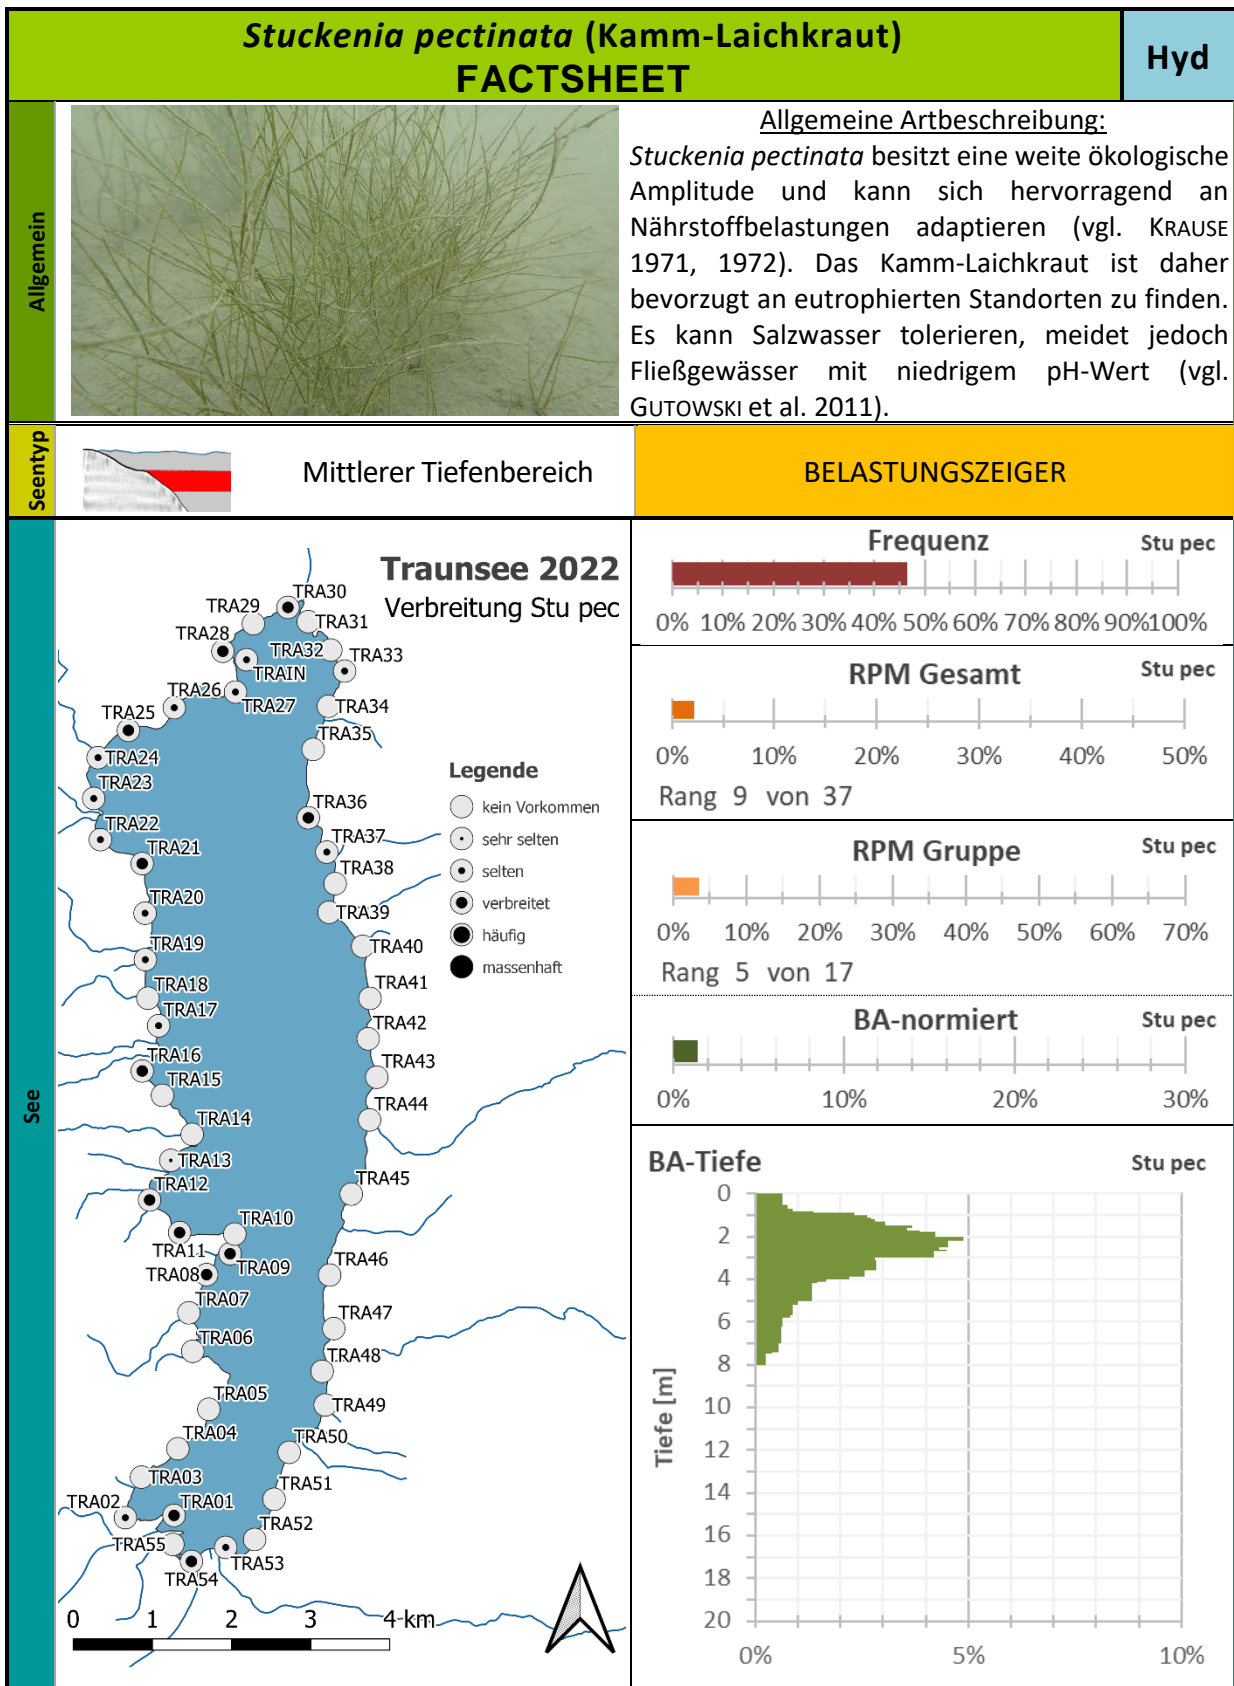 Stuckenia pectinata (Kamm-Laichkraut)
FACTSHEET
Hyd
Allgemein
Allgemeine Artbeschreibung:
Stuckenia pectinata besitzt eine weite ökologische
Amplitude und kann sich hervorragend an
Nährstoffbelastungen adaptieren (vgl. KRAUSE
1971, 1972). Das Kamm-Laichkraut ist daher
bevorzugt an eutrophierten Standorten zu finden.
Es kann Salzwasser tolerieren, meidet jedoch
Fließgewässer mit niedrigem pH-Wert (vgl.
GUTOWSKI et al. 2011).
Seentyp
Mittlerer Tiefenbereich
BELASTUNGSZEIGER
See
Traunsee 2022
Verbreitung Stu pec
TRA30
TRA29
TRA31
TRA28
TRA32
TRA33
TRAIN
TRA26
TRA27
TRA34
TRA25
TRA35
TRA24
TRA23
TRA36
TRA22
TRA37
TRA21
TRA38
TRA20
TRA39
TRA19
TRA40
TRA18
TRA41
TRA17
TRA42
TRA16
TRA43
TRA15
TRA44
TRA14
TRA13
TRA45
TRA12
TRA10
TRA11
TRA09
TRA46
TRA08
TRA07
TRA47
TRA06
TRA48
TRA05
TRA49
TRA04
TRA50
TRA03
TRA51
TRA02
TRA01
TRA52
TRA55
TRA53
TRA54
Legende
kein Vorkommen
sehr selten
selten
verbreitet
häufig
massenhaft
0 1 2 3 4 km
Frequenz
Stu pec
0% 10% 20% 30% 40% 50% 60% 70% 80% 90%100%
RPM Gesamt
Stu pec
0% 10% 20% 30% 40% 50%
Rang 9 von 37
RPM Gruppe
Stu pec
0% 10% 20% 30% 40% 50% 60% 70%
Rang 5 von 17
BA-normiert
Stu pec
0% 10% 20% 30%
BA-Tiefe
Stu pec
Tiefe [m]
0
2
4
6
8
10
12
14
16
18
20
0% 5% 10%